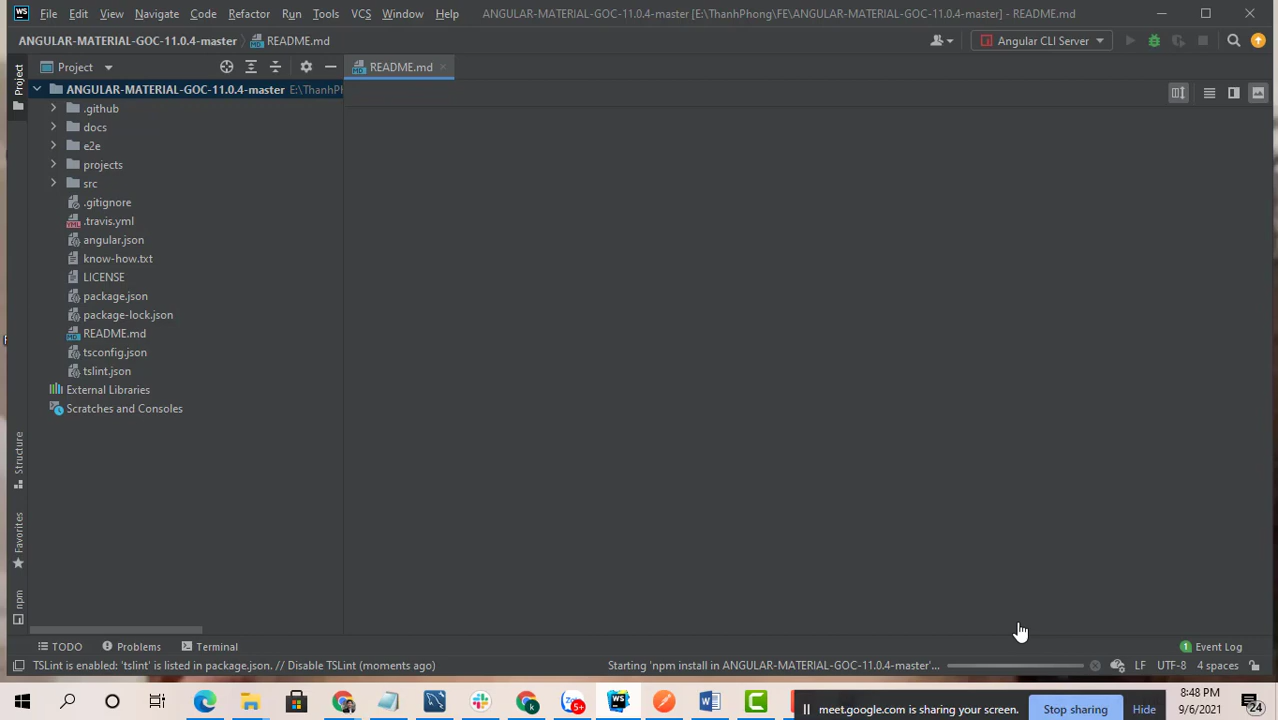 WS File Edit View Navigate Code Refactor Run Tools VCS Window Help ANGULAR-MATERIAL-GOC-11.0.4-master [E:\ThanhPhong\FE\ANGULAR-MATERIAL-GOC-11.0.4-master] - README.md
ANGULAR-MATERIAL-GOC-11.0.4-master README.md Angular CLI Server
Project README.md
Project
ANGULAR-MATERIAL-GOC-11.0.4-master E:\ThanhPh
.github
docs
e2e
projects
src
.gitignore
.travis.yml
angular.json
know-how.txt
LICENSE
package.json
package-lock.json
README.md
tsconfig.json
tslint.json
External Libraries
Scratches and Consoles
Structure
Favorites
npm
TODO Problems Terminal 1 Event Log
TSLint is enabled: 'tslint' is listed in package.json. // Disable TSLint (moments ago) Starting 'npm install in ANGULAR-MATERIAL-GOC-11.0.4-master'... LF UTF-8 4 spaces
meet.google.com is sharing your screen. Stop sharing Hide
8:48 PM
9/6/2021
24